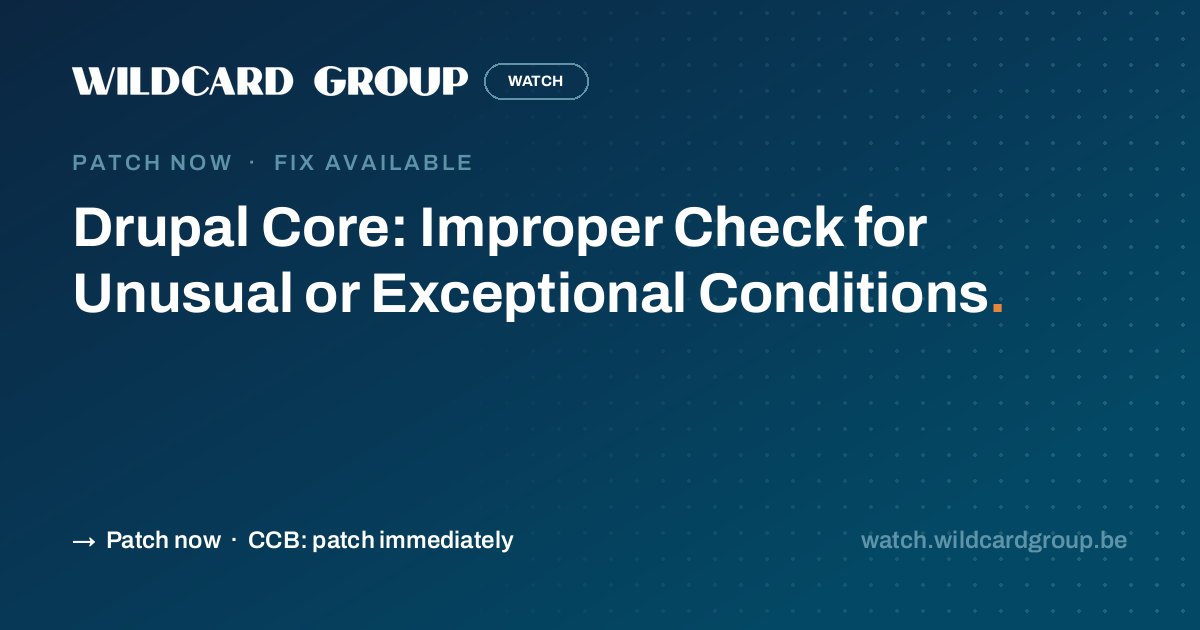 WILDCARD GROUP WATCH
PATCH NOW · FIX AVAILABLE
Drupal Core: Improper Check for
Unusual or Exceptional Conditions.
→ Patch now · CCB: patch immediately
watch.wildcardgroup.be